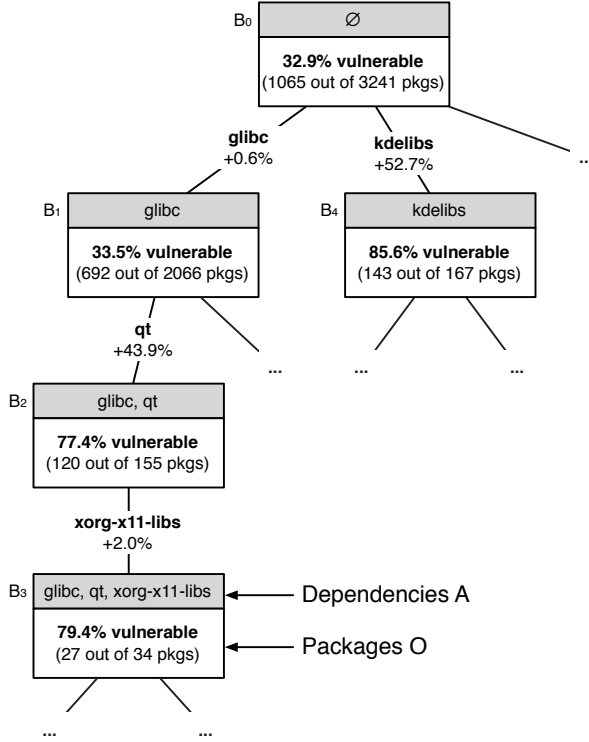 B0
∅
32.9% vulnerable
(1065 out of 3241 pkgs)
glibc
+0.6%
kdelibs
+52.7%
..
B1
glibc
33.5% vulnerable
(692 out of 2066 pkgs)
B4
kdelibs
85.6% vulnerable
(143 out of 167 pkgs)
qt
+43.9%
...
...
...
B2
glibc, qt
77.4% vulnerable
(120 out of 155 pkgs)
xorg-x11-libs
+2.0%
B3
glibc, qt, xorg-x11-libs
Dependencies A
79.4% vulnerable
(27 out of 34 pkgs)
Packages O
...
...